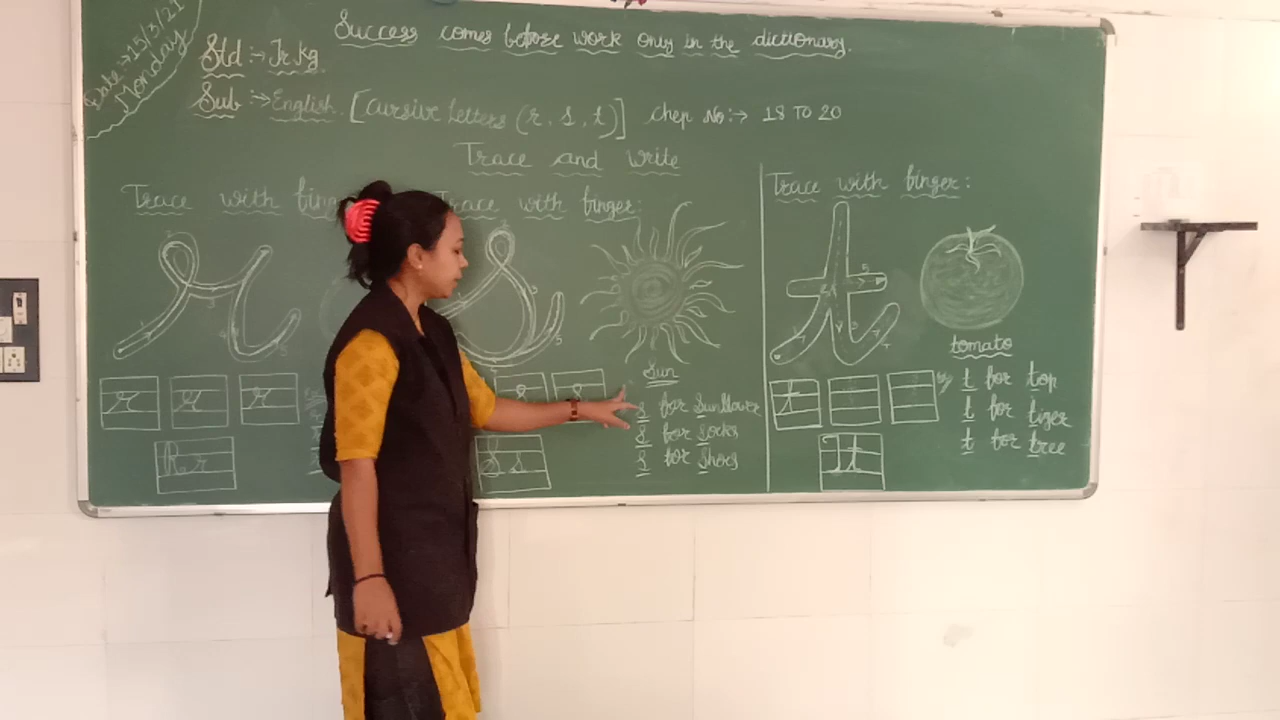 Date :→ 15/3/21
Monday
Success comes before work only in the dictionary.
Std :→ Jr.Kg
Sub :→ English. [cursive letters (r, s, t)] chep No :→ 18 TO 20
Trace and write
Trace with fing
r r r
R r
Trace with finger:
s
Sun
s for Sunflower
s for Socks
s for Shoes
S s
Trace with finger:
t
tomato
t
t for top
t for tiger
t for tree
T t